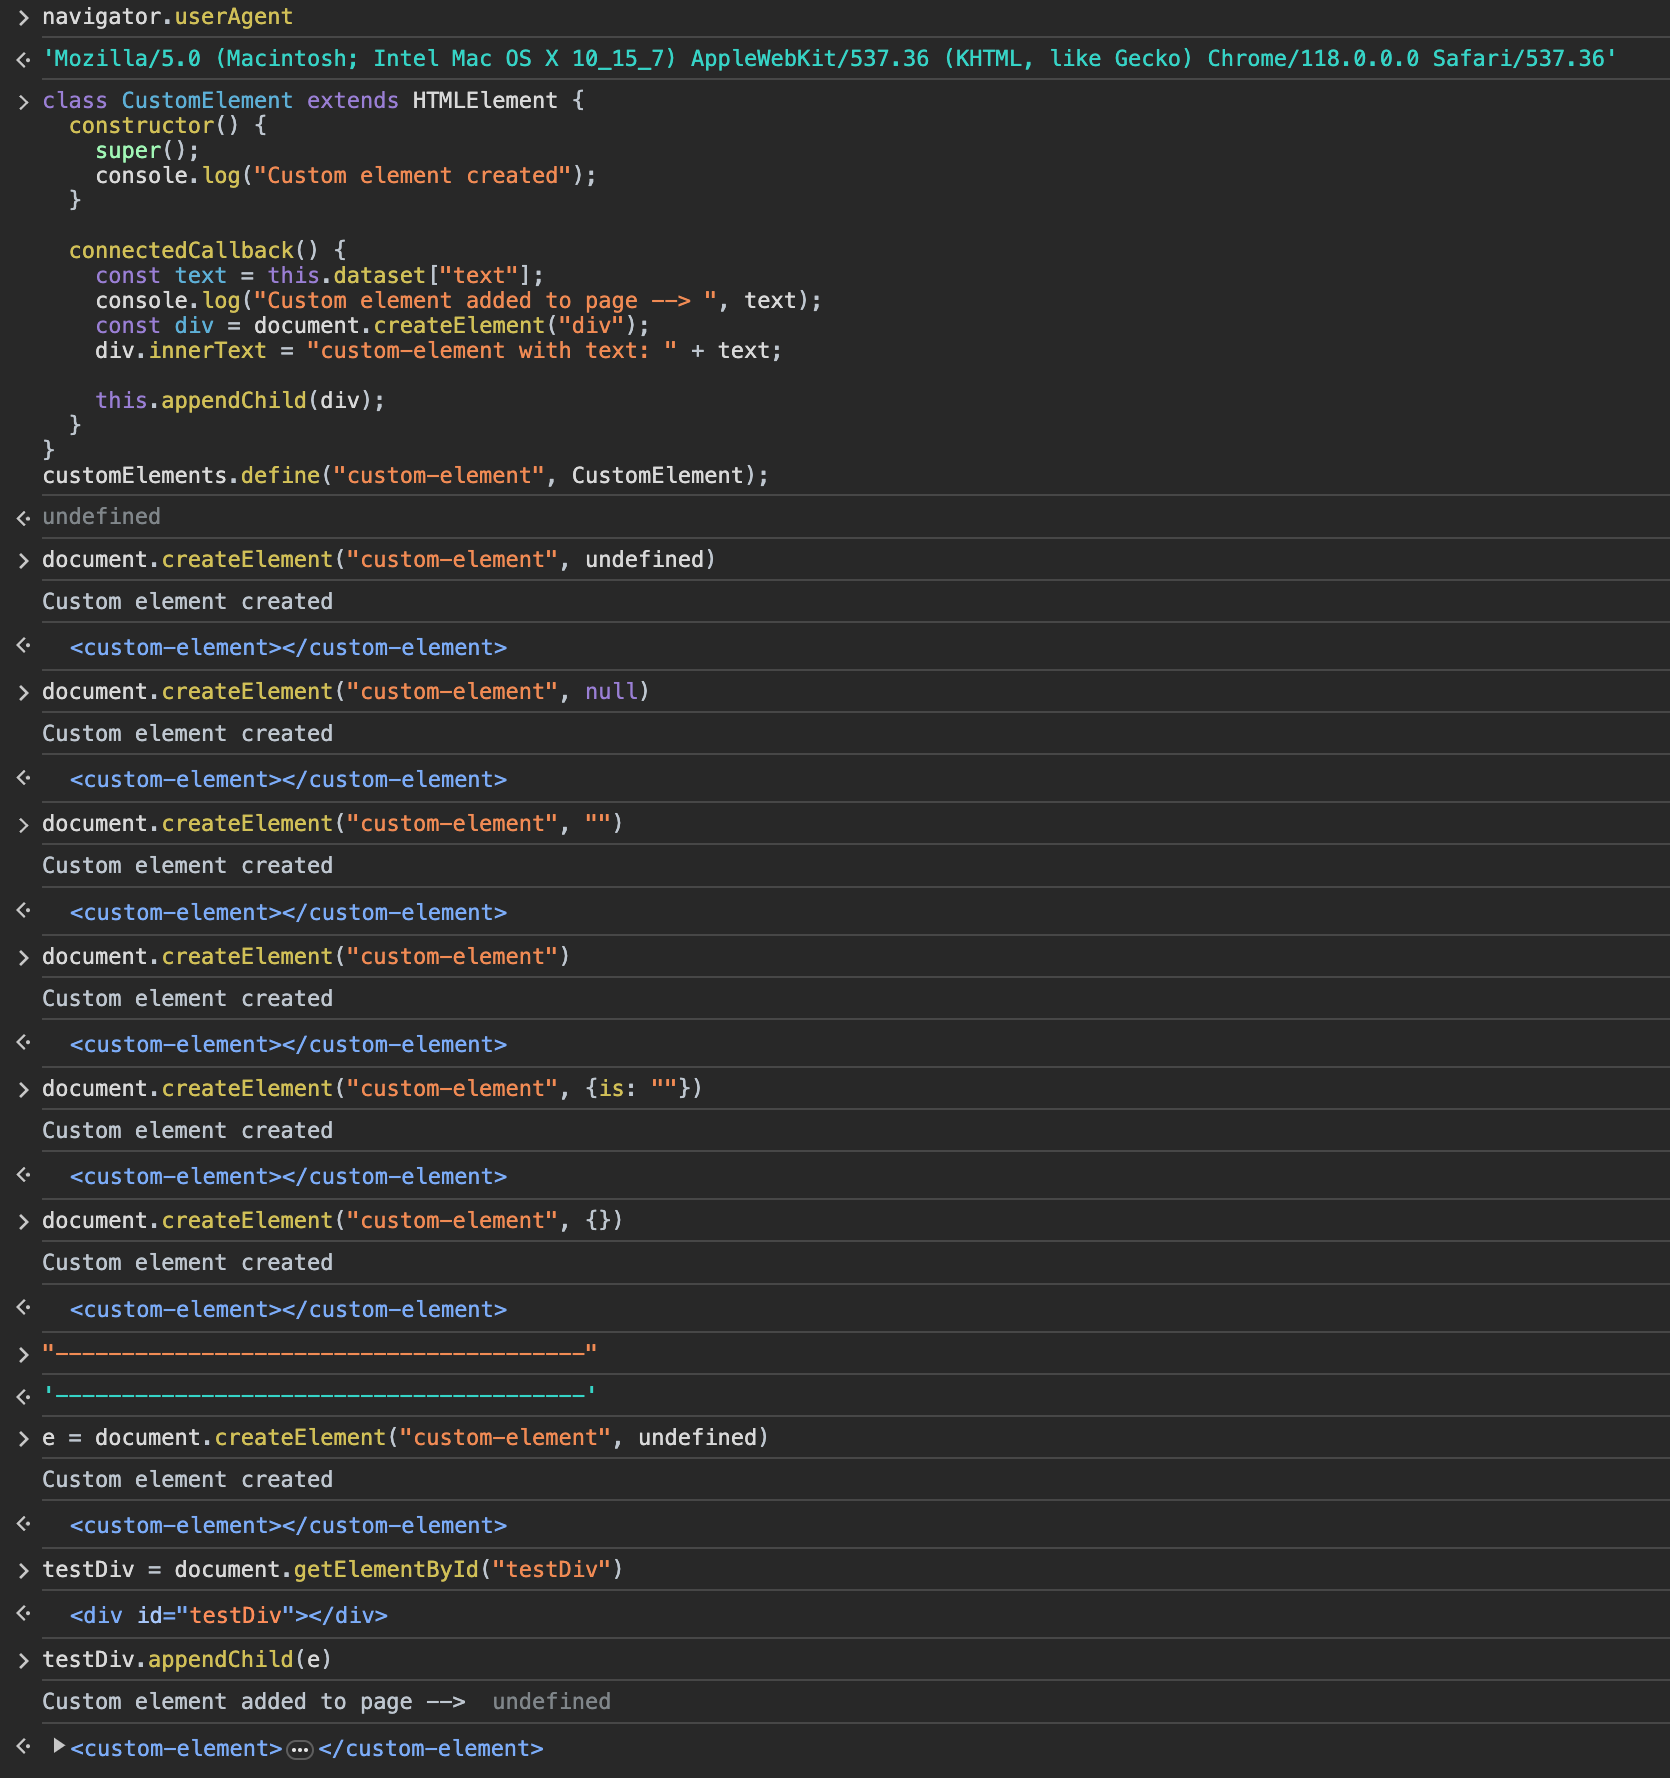 navigator.userAgent
'Mozilla/5.0 (Macintosh; Intel Mac OS X 10_15_7) AppleWebKit/537.36 (KHTML, like Gecko) Chrome/118.0.0.0 Safari/537.36'
class CustomElement extends HTMLElement {
  constructor() {
    super();
    console.log("Custom element created");
  }

  connectedCallback() {
    const text = this.dataset["text"];
    console.log("Custom element added to page --> ", text);
    const div = document.createElement("div");
    div.innerText = "custom-element with text: " + text;

    this.appendChild(div);
  }
}
customElements.define("custom-element", CustomElement);
undefined
document.createElement("custom-element", undefined)
Custom element created
<custom-element></custom-element>
document.createElement("custom-element", null)
Custom element created
<custom-element></custom-element>
document.createElement("custom-element", "")
Custom element created
<custom-element></custom-element>
document.createElement("custom-element")
Custom element created
<custom-element></custom-element>
document.createElement("custom-element", {is: ""})
Custom element created
<custom-element></custom-element>
document.createElement("custom-element", {})
Custom element created
<custom-element></custom-element>
"----------------------------------------"
'----------------------------------------'
e = document.createElement("custom-element", undefined)
Custom element created
<custom-element></custom-element>
testDiv = document.getElementById("testDiv")
<div id="testDiv"></div>
testDiv.appendChild(e)
Custom element added to page -->  undefined
<custom-element>…</custom-element>